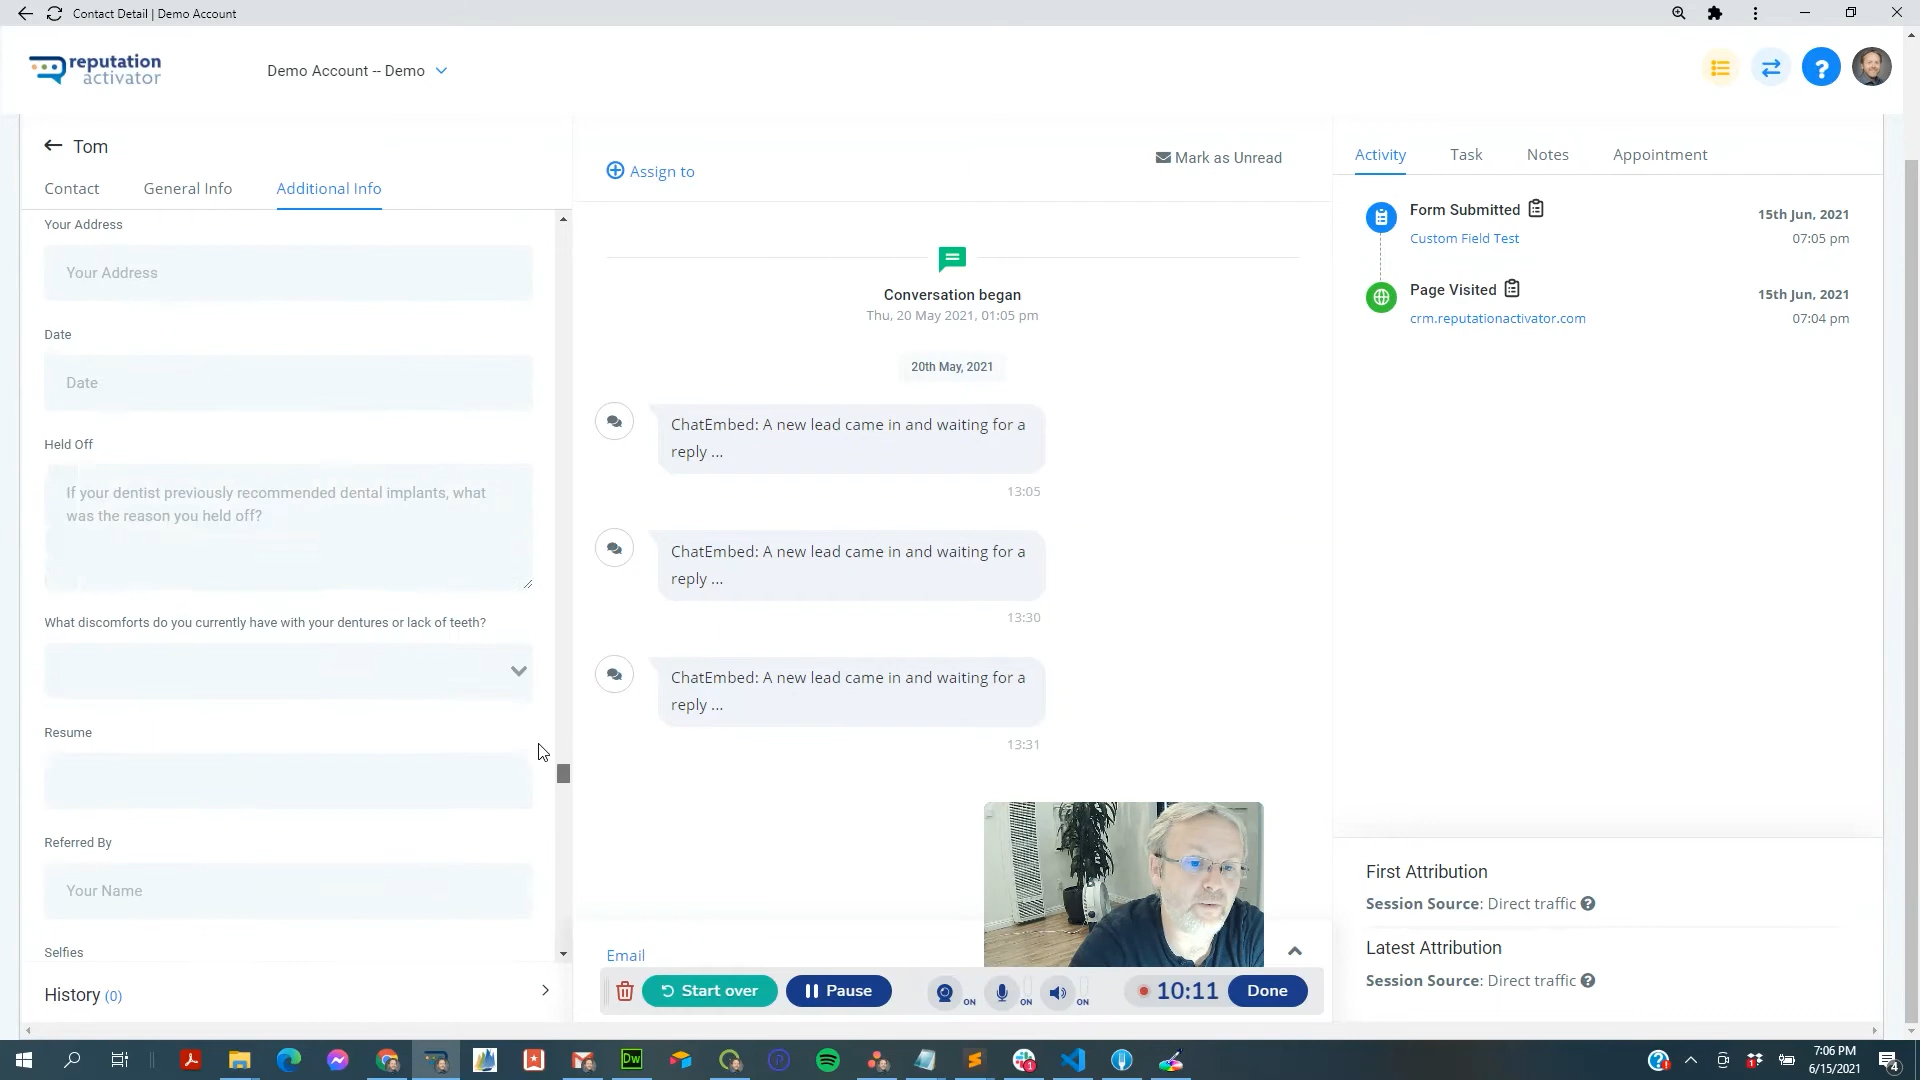 Contact Detail | Demo Account
reputation
activator
Demo Account -- Demo
?
Tom
Contact
General Info
Additional Info
Your Address
Your Address
Date
Date
Held Off
If your dentist previously recommended dental implants, what
was the reason you held off?
What discomforts do you currently have with your dentures or lack of teeth?
Resume
Referred By
Your Name
Selfies
History (0)
Assign to
Mark as Unread
Conversation began
Thu, 20 May 2021, 01:05 pm
20th May, 2021
ChatEmbed: A new lead came in and waiting for a
reply ...
13:05
ChatEmbed: A new lead came in and waiting for a
reply ...
13:30
ChatEmbed: A new lead came in and waiting for a
reply ...
13:31
Email
Start over
Pause
ON
ON
ON
10:11
Done
Activity
Task
Notes
Appointment
Form Submitted
15th Jun, 2021
Custom Field Test
07:05 pm
Page Visited
15th Jun, 2021
crm.reputationactivator.com
07:04 pm
First Attribution
Session Source: Direct traffic
Latest Attribution
Session Source: Direct traffic
Dw
7:06 PM
6/15/2021
4